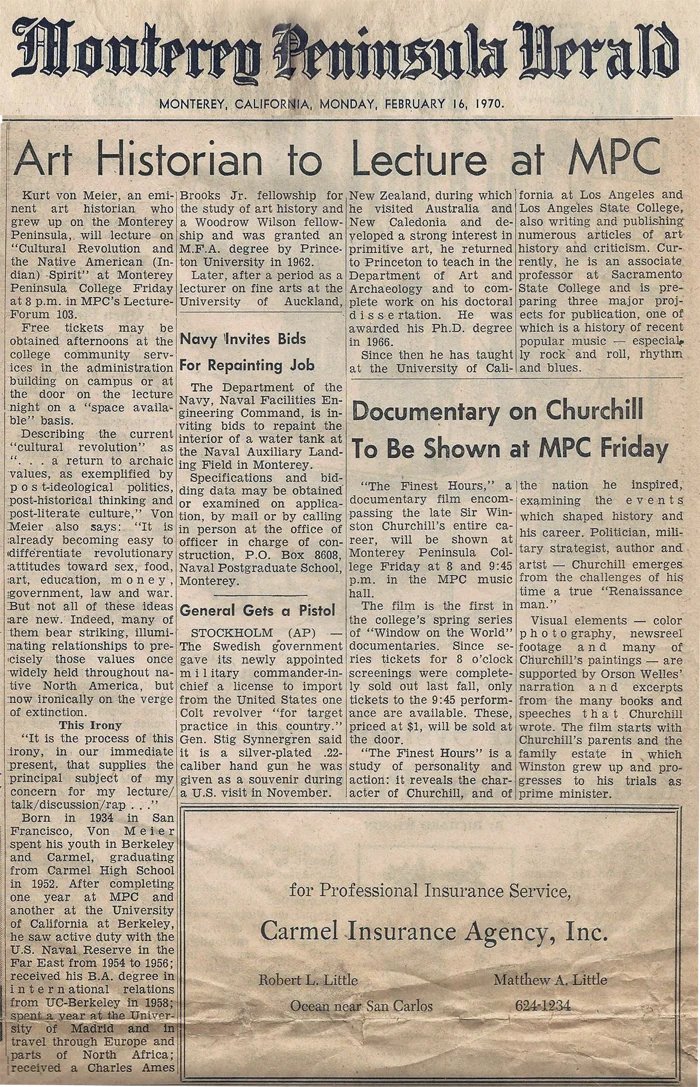 Monterey Peninsula Herald
MONTEREY, CALIFORNIA, MONDAY, FEBRUARY 16, 1970.
Art Historian to Lecture at MPC
Kurt von Meier, an emi-
nent art historian who
grew up on the Monterey
Peninsula, will lecture on
"Cultural Revolution and
the Native American (In-
dian) Spirit" at Monterey
Peninsula College Friday
at 8 p.m. in MPC's Lecture-
Forum 103.
Free tickets may be
obtained afternoons at the
college community serv-
ices in the administration
building on campus or at
the door on the lecture
night on a "space availa-
ble" basis.
Describing the current
"cultural revolution" as
". . . a return to archaic
values, as exemplified by
post-ideological politics,
post-historical thinking and
post-literate culture," Von
Meier also says: "It is
already becoming easy to
differentiate revolutionary
attitudes toward sex, food,
art, education, money,
government, law and war.
But not all of these ideas
are new. Indeed, many of
them bear striking, illumi-
nating relationships to pre-
cisely those values once
widely held throughout na-
tive North America, but
now ironically on the verge
of extinction.
This Irony
"It is the process of this
irony, in our immediate
present, that supplies the
principal subject of my
concern for my lecture/
talk/discussion/rap . . ."
Born in 1934 in San
Francisco, Von Meier
spent his youth in Berkeley
and Carmel, graduating
from Carmel High School
in 1952. After completing
one year at MPC and
another at the University
of California at Berkeley,
he saw active duty with the
U.S. Naval Reserve in the
Far East from 1954 to 1956;
received his B.A. degree in
international relations
from UC-Berkeley in 1958;
spent a year at the Univer-
sity of Madrid and in
travel through Europe and
parts of North Africa;
received a Charles Ames
Brooks Jr. fellowship for
the study of art history and
a Woodrow Wilson fellow-
ship and was granted an
M.F.A. degree by Prince-
ton University in 1962.
Later, after a period as a
lecturer on fine arts at the
University of Auckland,
New Zealand, during which
he visited Australia and
New Caledonia and de-
veloped a strong interest in
primitive art, he returned
to Princeton to teach in the
Department of Art and
Archaeology and to com-
plete work on his doctoral
dissertation. He was
awarded his Ph.D. degree
in 1966.
Since then he has taught
at the University of Cali-
fornia at Los Angeles and
Los Angeles State College,
also writing and publishing
numerous articles of art
history and criticism. Cur-
rently, he is an associate
professor at Sacramento
State College and is pre-
paring three major proj-
ects for publication, one of
which is a history of recent
popular music — especial-
ly rock and roll, rhythm
and blues.
Navy Invites Bids
For Repainting Job
The Department of the
Navy, Naval Facilities En-
gineering Command, is in-
viting bids to repaint the
interior of a water tank at
the Naval Auxiliary Land-
ing Field in Monterey.
Specifications and bid-
ding data may be obtained
or examined on applica-
tion, by mail or by calling
in person at the office of
officer in charge of con-
struction, P.O. Box 8608,
Naval Postgraduate School,
Monterey.
General Gets a Pistol
STOCKHOLM (AP) —
The Swedish government
gave its newly appointed
military commander-in-
chief a license to import
from the United States one
Colt revolver "for target
practice in this country."
Gen. Stig Synnergren said
it is a silver-plated .22-
caliber hand gun he was
given as a souvenir during
a U.S. visit in November.
Documentary on Churchill
To Be Shown at MPC Friday
"The Finest Hours," a
documentary film encom-
passing the late Sir Win-
ston Churchill's entire ca-
reer, will be shown at
Monterey Peninsula Col-
lege Friday at 8 and 9:45
p.m. in the MPC music
hall.
The film is the first in
the college's spring series
of "Window on the World"
documentaries. Since se-
ries tickets for 8 o'clock
screenings were complete-
ly sold out last fall, only
tickets to the 9:45 perform-
ance are available. These,
priced at $1, will be sold at
the door.
"The Finest Hours" is a
study of personality and
action: it reveals the char-
acter of Churchill, and of
the nation he inspired,
examining the events
which shaped history and
his career. Politician, mili-
tary strategist, author and
artist — Churchill emerges
from the challenges of his
time a true "Renaissance
man."
Visual elements — color
photography, newsreel
footage and many of
Churchill's paintings — are
supported by Orson Welles'
narration and excerpts
from the many books and
speeches that Churchill
wrote. The film starts with
Churchill's parents and the
family estate in which
Winston grew up and pro-
gresses to his trials as
prime minister.
for Professional Insurance Service,
Carmel Insurance Agency, Inc.
Robert L. Little Matthew A. Little
Ocean near San Carlos 624-1234